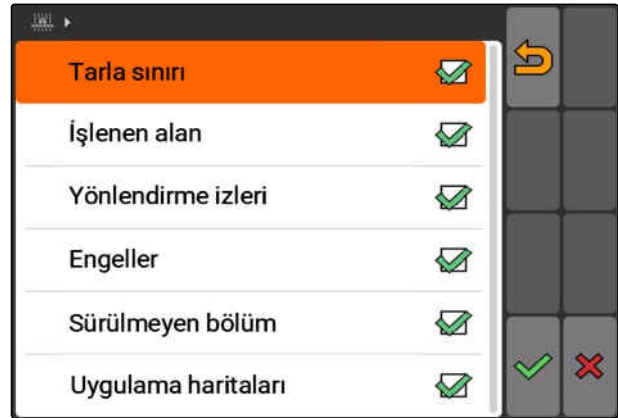 Tarla sınırı
İşlenen alan
Yönlendirme izleri
Engeller
Sürülmeyen bölüm
Uygulama haritaları